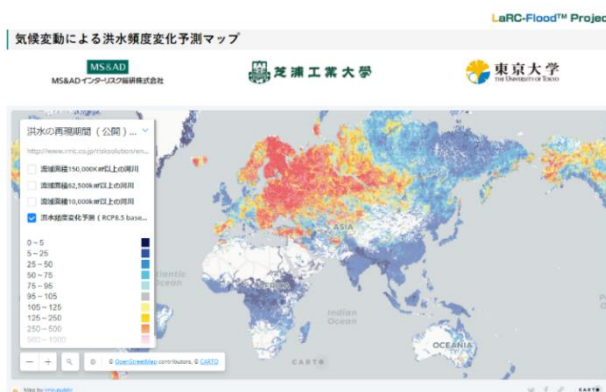 LaRC-Flood™ Projec
気候変動による洪水頻度変化予測マップ
MS&AD
MS&ADインターリスク総研株式会社
芝浦工業大学
東京大学
THE UNIVERSITY OF TOKYO
洪水の再現期間（公開）...
流域面積150,000K㎡以上の河川
流域面積62,500k㎡以上の河川
流域面積10,000k㎡以上の河川
洪水頻度変化予測（RCP8.5 base...
0～5
5～25
25～50
50～75
75～95
95～105
105～125
125～250
250～500
500～1000
ASIA
Atlantic
Ocean
Indian
Ocean
OCEANIA
CARTO
© OpenStreetMap contributors, © CARTO
CARTO